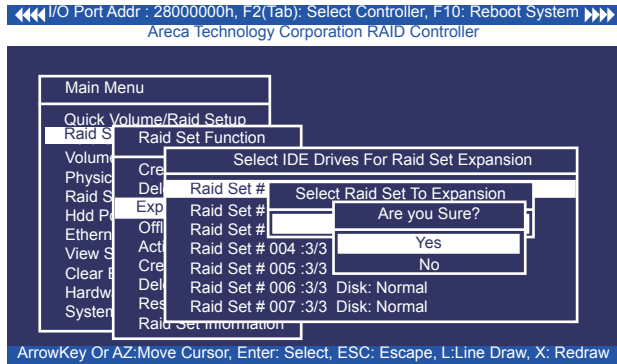 I/O Port Addr : 28000000h, F2(Tab): Select Controller, F10: Reboot System
Areca Technology Corporation RAID Controller
Main Menu
Quick Volume/Raid Setup
Raid S
Volume
Physic
Raid S
Hdd P
Ethern
View S
Clear
Hardw
System
Raid Set Function
Cre
Del
Exp
Offl
Acti
Cre
Del
Res
Raid Set Information
Select IDE Drives For Raid Set Expansion
Raid Set #
Raid Set #
Raid Set #
Raid Set # 004 :3/3
Raid Set # 005 :3/3
Raid Set # 006 :3/3 Disk: Normal
Raid Set # 007 :3/3 Disk: Normal
Select Raid Set To Expansion
Are you Sure?
Yes
No
ArrowKey Or AZ:Move Cursor, Enter: Select, ESC: Escape, L:Line Draw, X: Redraw